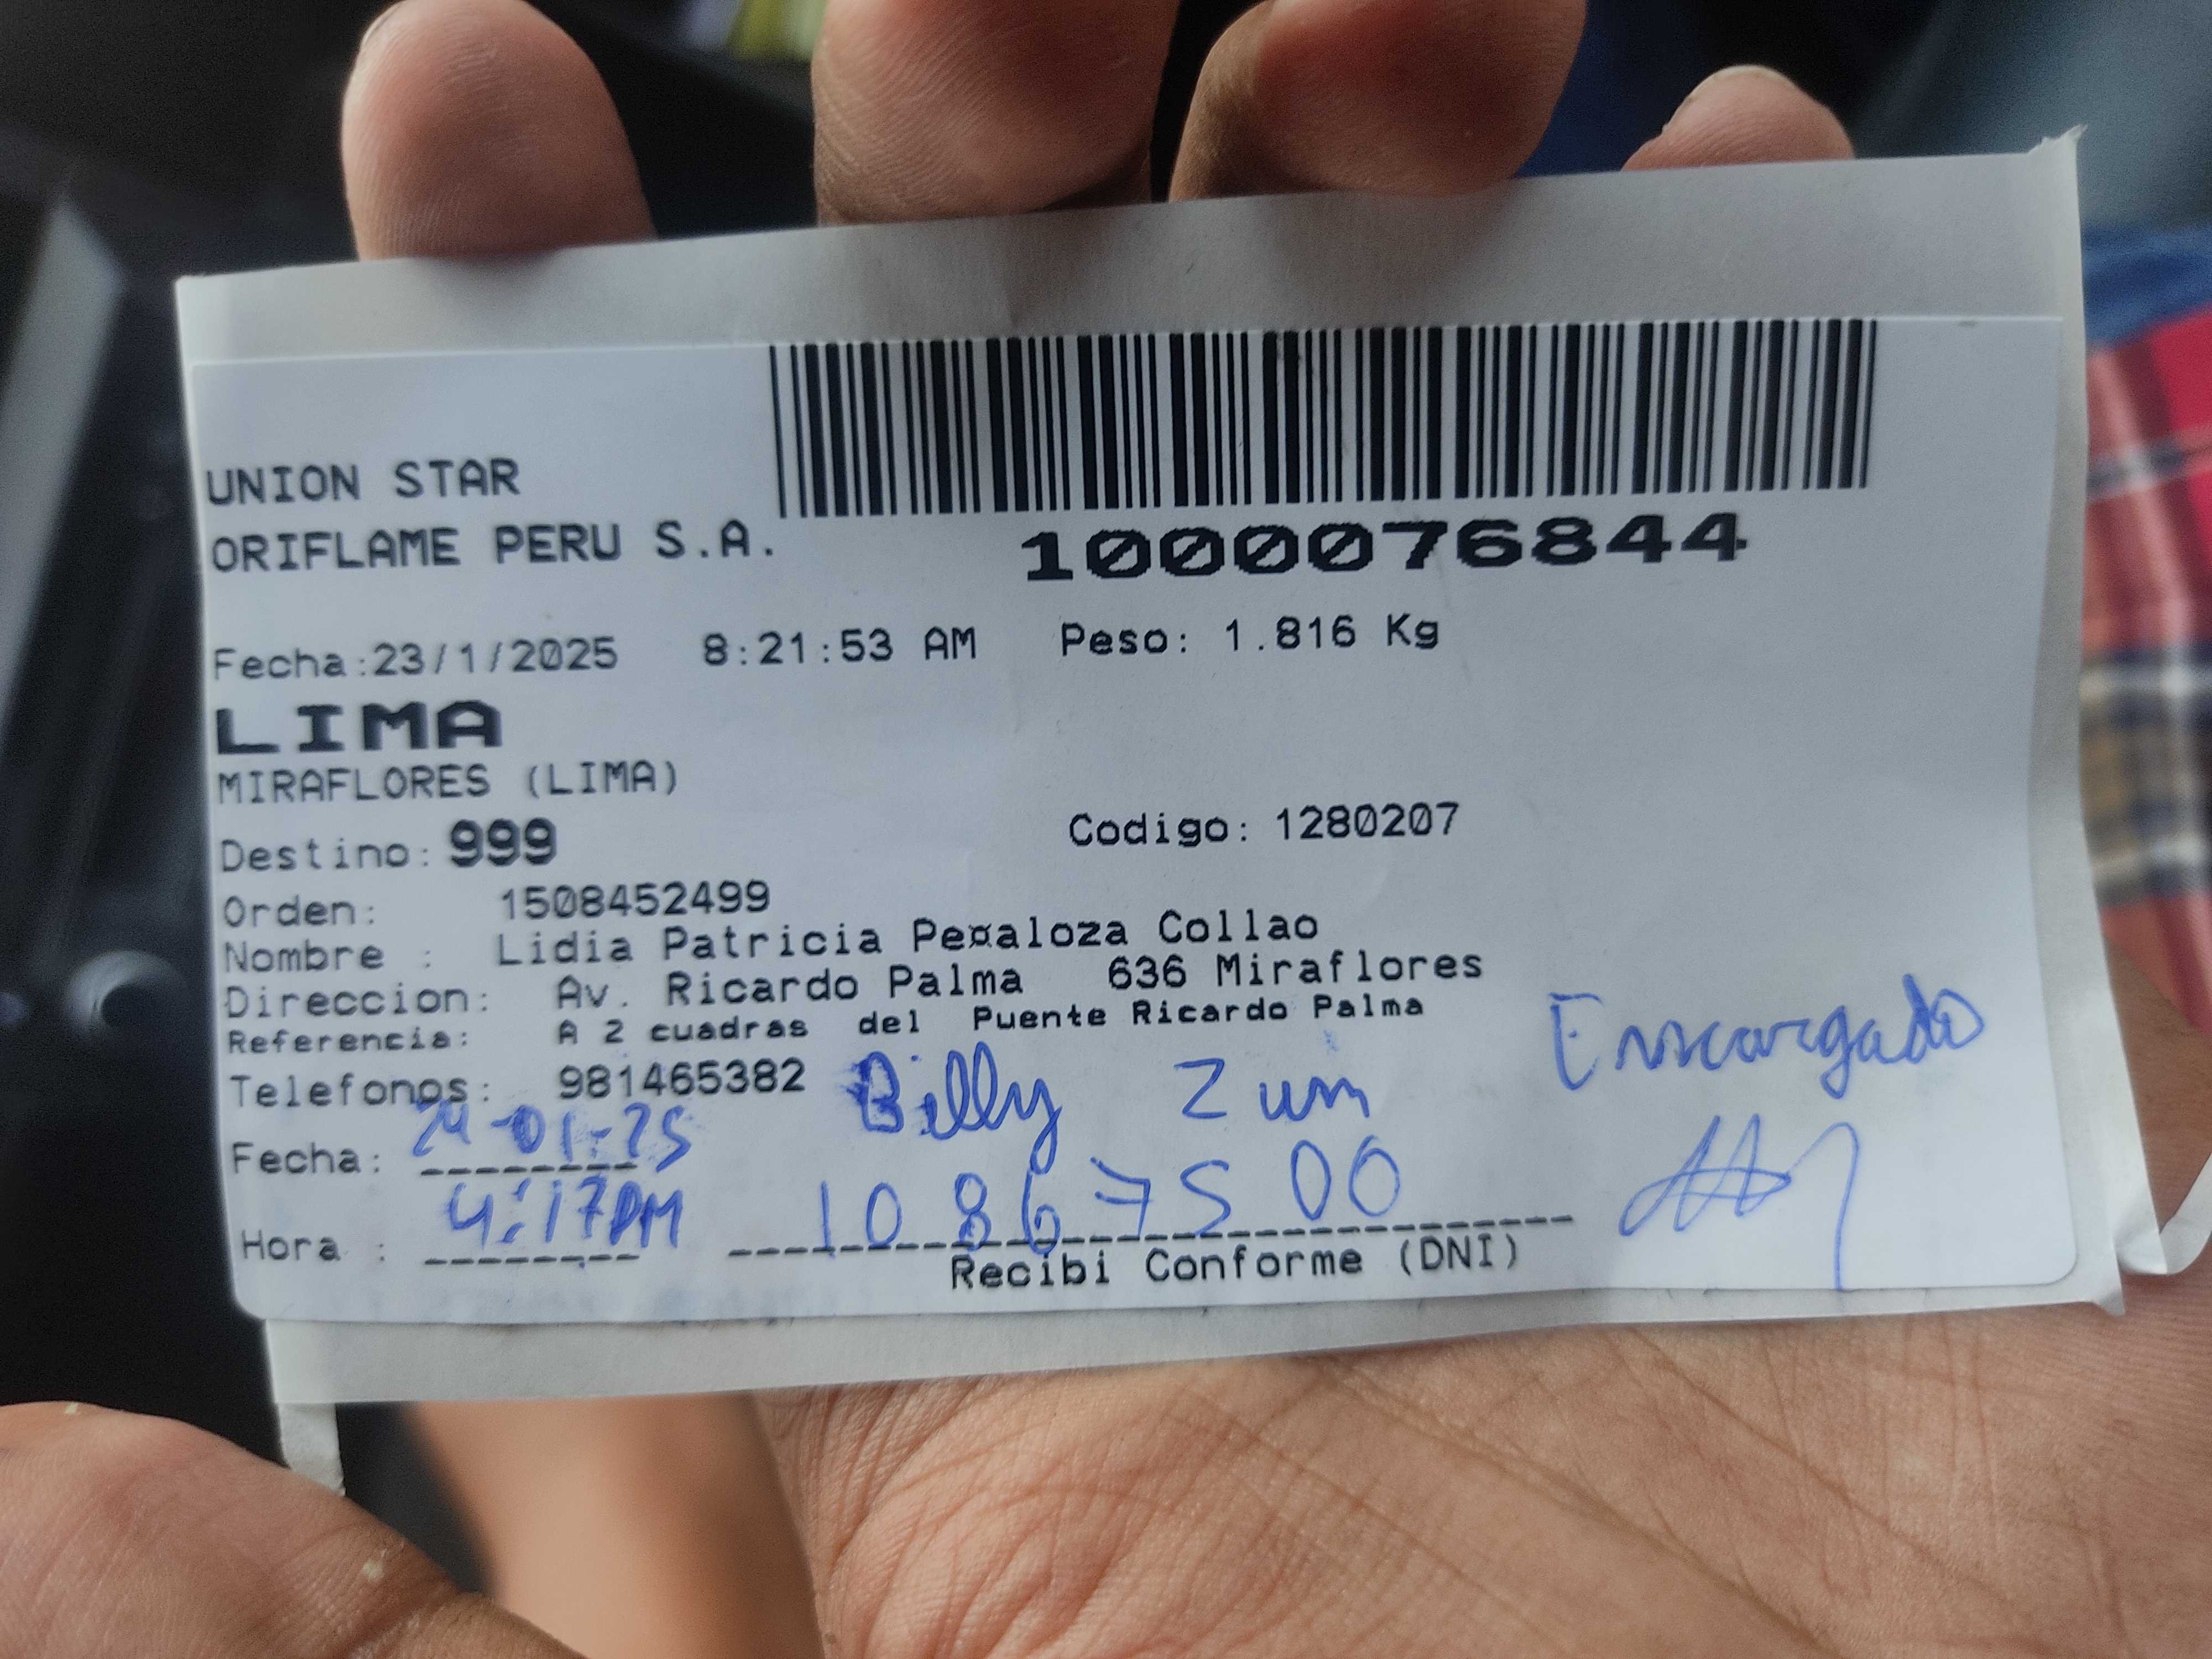 UNION STAR
ORIFLAME PERU S.A.
1000076844
Fecha:23/1/2025 8:21:53 AM Peso: 1.816 Kg
LIMA
MIRAFLORES (LIMA)
Destino: 999 Codigo: 1280207
Orden: 1508452499
Nombre : Lidia Patricia Pe¤aloza Collao
Direccion: Av. Ricardo Palma 636 Miraflores
Referencia: A 2 cuadras del Puente Ricardo Palma
Telefonos: 981465382 Billy Encargado
Fecha: 24-01-25
Hora : 4:17PM 10867500
Recibi Conforme (DNI)